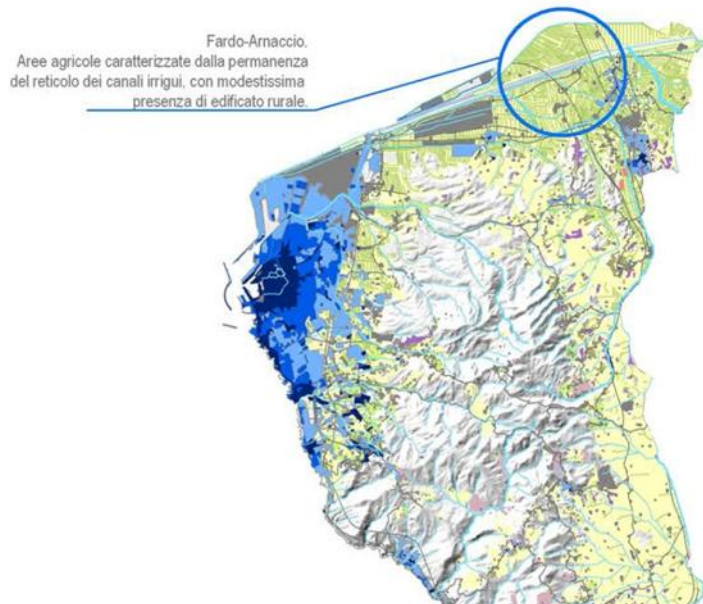 Fardo-Arnaccio.
Aree agricole caratterizzate dalla permanenza
del reticolo dei canali irrigui, con modestissima
presenza di edificato rurale.